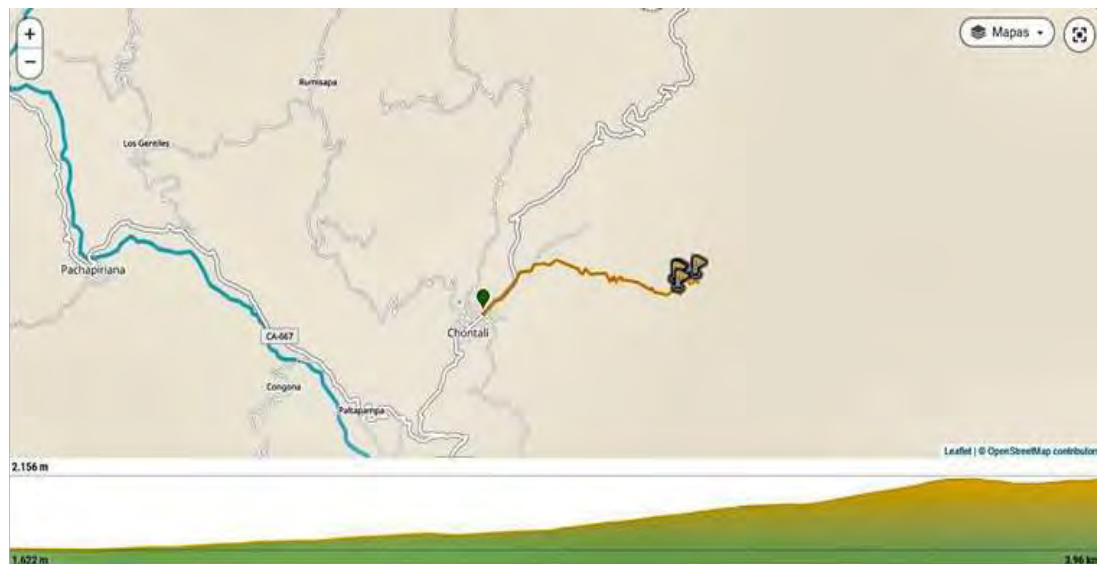 +
Mapas
−
Rumisapa
Los Gentiles
Pachapiriana
Chontali
CA-667
Congona
Paltapampa
Leaflet | © OpenStreetMap contributors
2.156 m
1.622 m
3.96 km